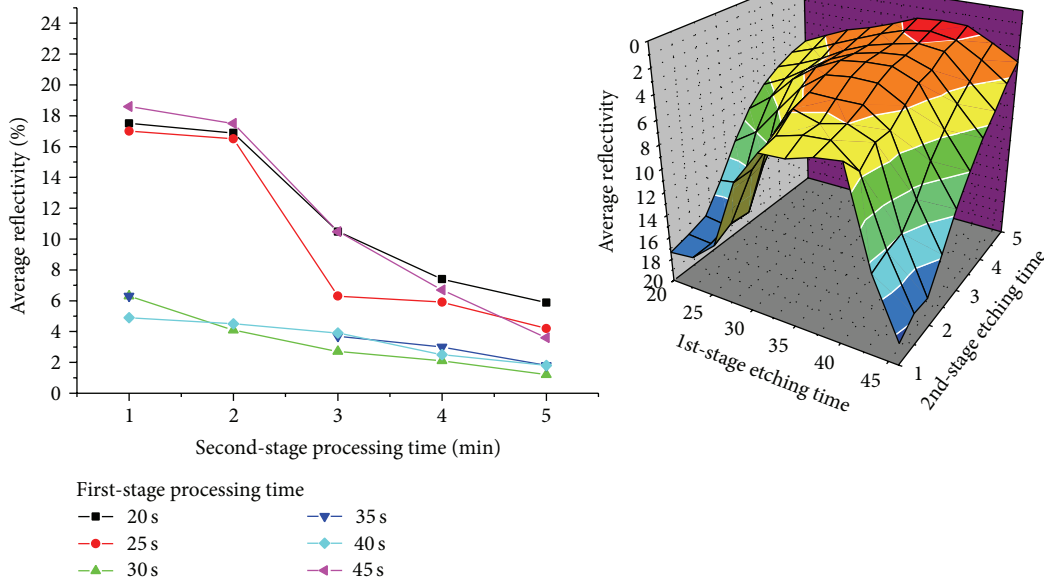 24
22
20
18
16
14
12
10
8
6
4
2
0
Average reflectivity (%)
1 2 3 4 5
Second-stage processing time (min)
First-stage processing time
20 s
25 s
30 s
35 s
40 s
45 s
0
2
4
6
8
10
12
14
16
18
20
Average reflectivity
20
25
30
35
40
45
1st-stage etching time
1
2
3
4
5
2nd-stage etching time